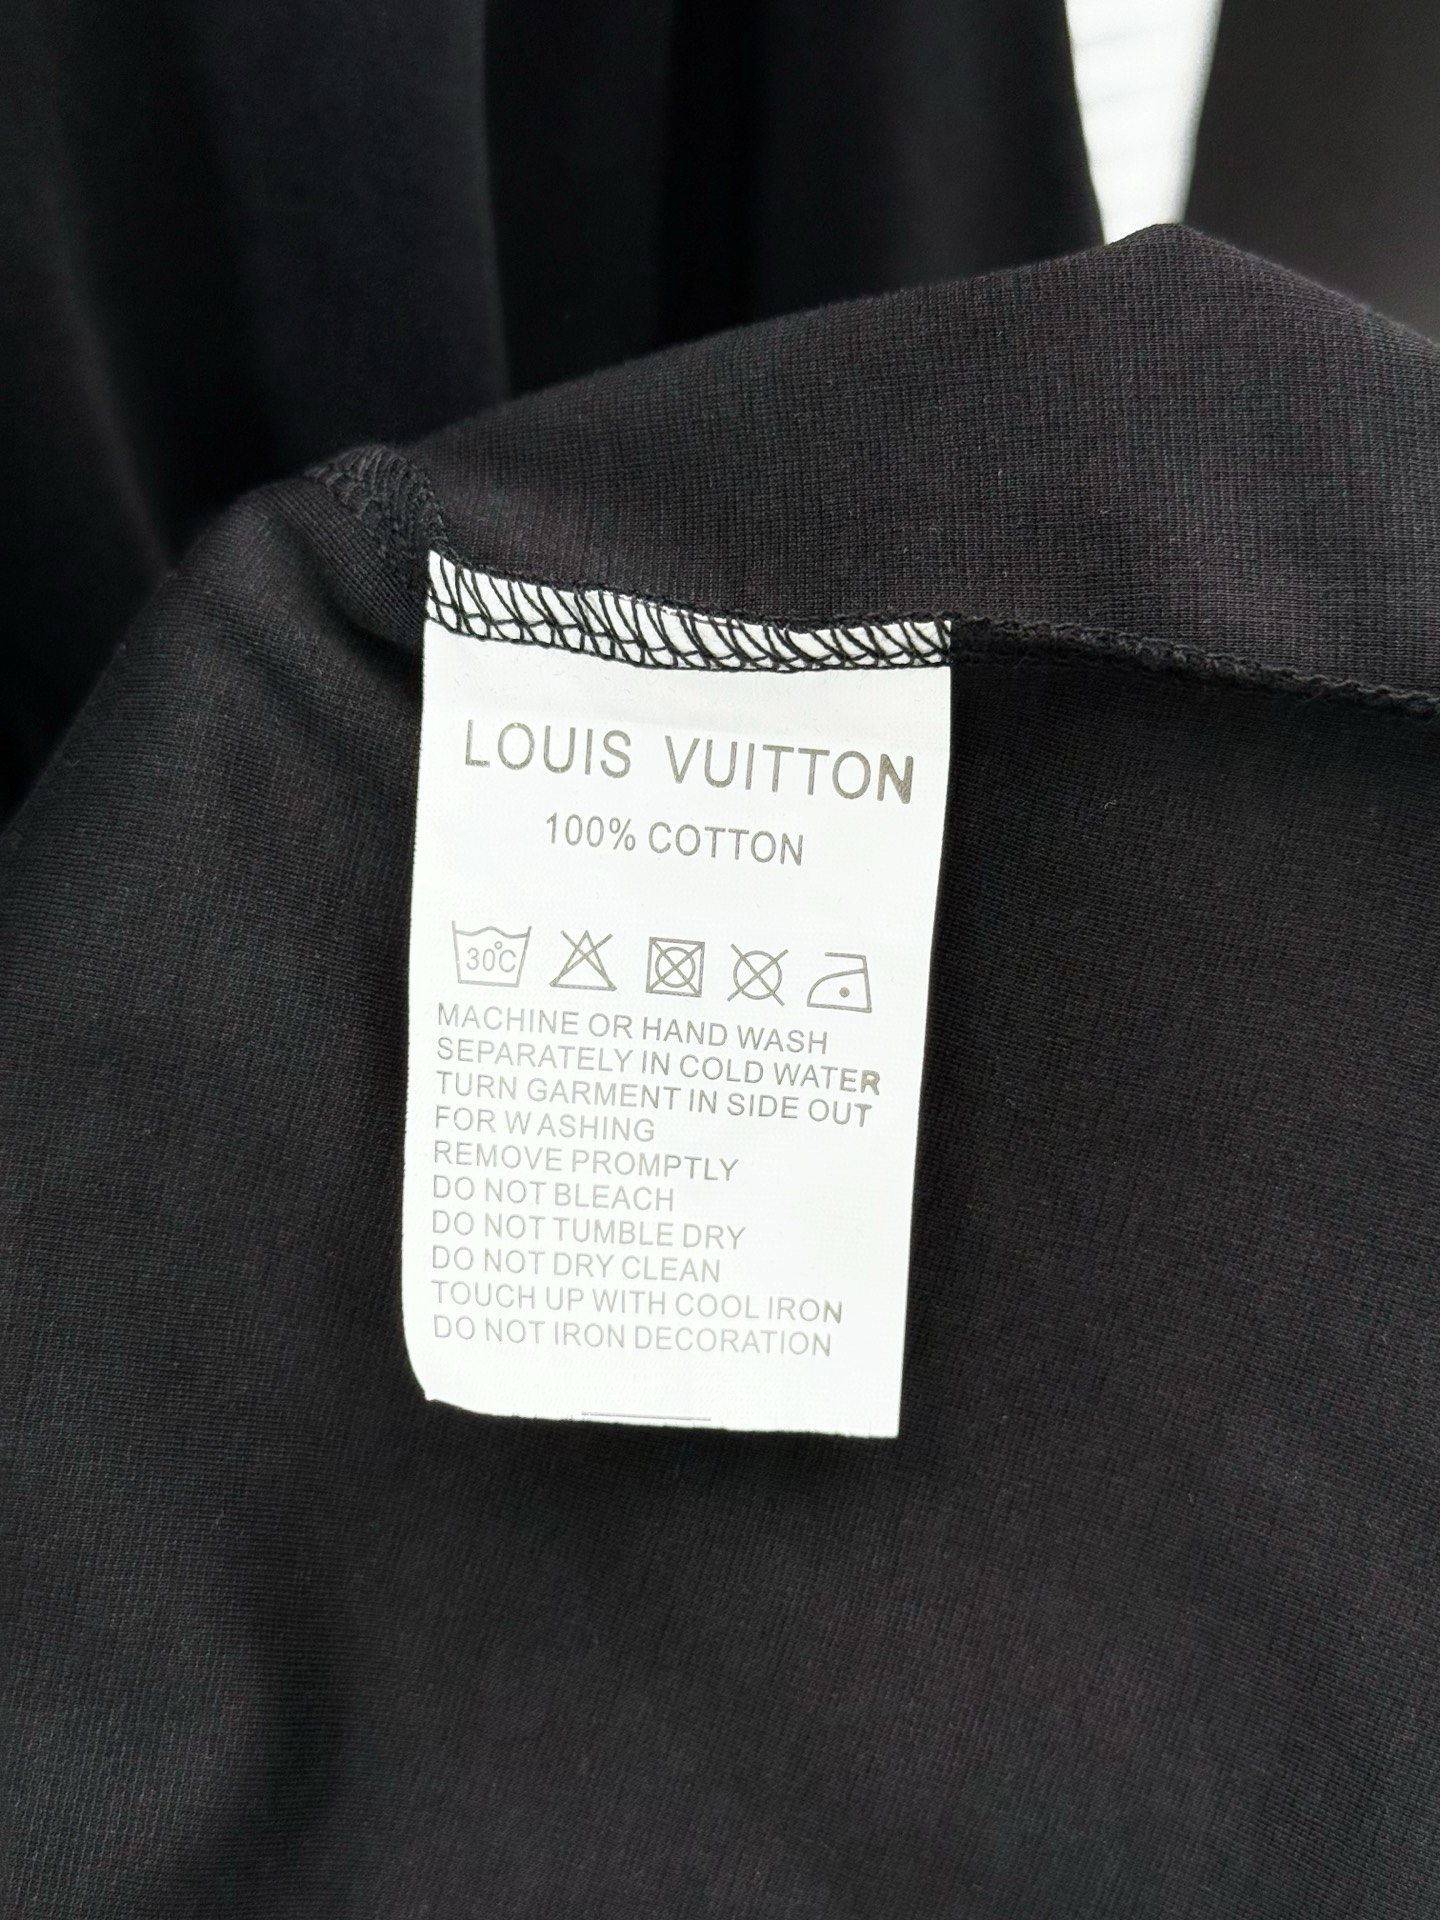 LOUIS VUITTON
100% COTTON
30℃
MACHINE OR HAND WASH
SEPARATELY IN COLD WATER
TURN GARMENT IN SIDE OUT
FOR W ASHING
REMOVE PROMPTLY
DO NOT BLEACH
DO NOT TUMBLE DRY
DO NOT DRY CLEAN
TOUCH UP WITH COOL IRON
DO NOT IRON DECORATION